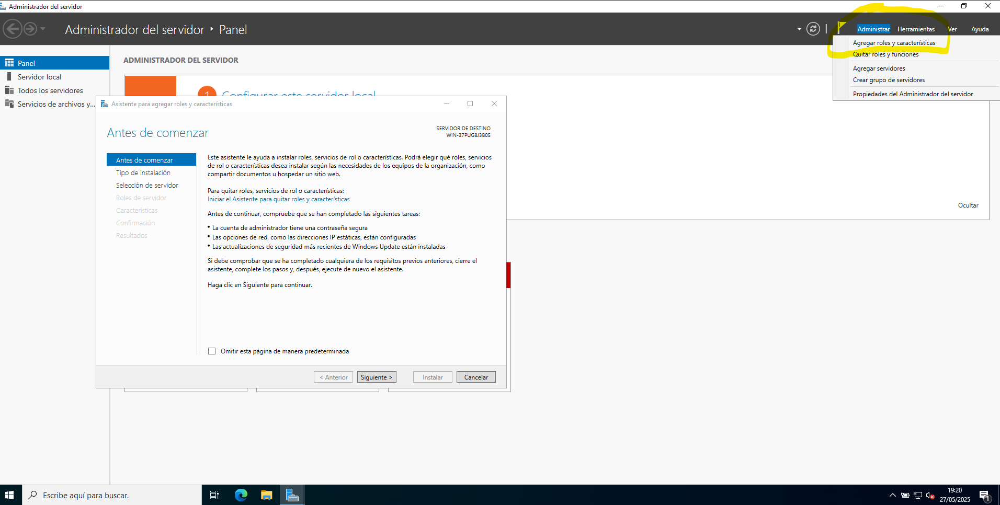 Administrador del servidor
Administrador del servidor ‣ Panel
Administrar Herramientas Ver Ayuda
Agregar roles y características
Quitar roles y funciones
Agregar servidores
Crear grupo de servidores
Propiedades del Administrador del servidor
Panel
Servidor local
Todos los servidores
Servicios de archivos y...
ADMINISTRADOR DEL SERVIDOR
1 Configurar este servidor local
Asistente para agregar roles y características
Antes de comenzar
SERVIDOR DE DESTINO
WIN-37PUG8J3B05
Antes de comenzar
Tipo de instalación
Selección de servidor
Roles de servidor
Características
Confirmación
Resultados
Este asistente le ayuda a instalar roles, servicios de rol o características. Podrá elegir qué roles, servicios
de rol o características desea instalar según las necesidades de los equipos de la organización, como
compartir documentos u hospedar un sitio web.
Para quitar roles, servicios de rol o características:
Iniciar el Asistente para quitar roles y características
Antes de continuar, compruebe que se han completado las siguientes tareas:
• La cuenta de administrador tiene una contraseña segura
• Las opciones de red, como las direcciones IP estáticas, están configuradas
• Las actualizaciones de seguridad más recientes de Windows Update están instaladas
Si debe comprobar que se ha completado cualquiera de los requisitos previos anteriores, cierre el
asistente, complete los pasos y, después, ejecute de nuevo el asistente.
Haga clic en Siguiente para continuar.
Omitir esta página de manera predeterminada
< Anterior Siguiente > Instalar Cancelar
Ocultar
Escribe aquí para buscar.
19:20
27/05/2025
1